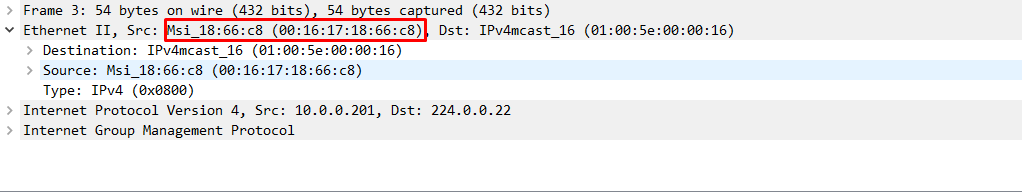 Frame 3: 54 bytes on wire (432 bits), 54 bytes captured (432 bits)
Ethernet II, Src: Msi_18:66:c8 (00:16:17:18:66:c8), Dst: IPv4mcast_16 (01:00:5e:00:00:16)
Destination: IPv4mcast_16 (01:00:5e:00:00:16)
Source: Msi_18:66:c8 (00:16:17:18:66:c8)
Type: IPv4 (0x0800)
Internet Protocol Version 4, Src: 10.0.0.201, Dst: 224.0.0.22
Internet Group Management Protocol